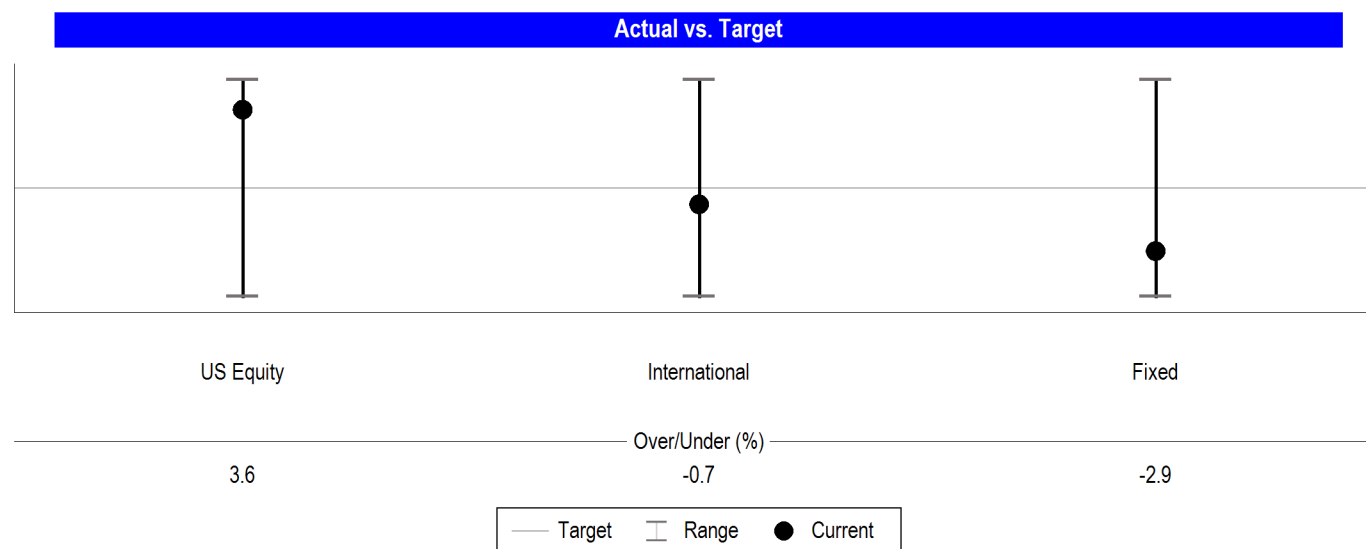 Actual vs. Target
US Equity International Fixed
Over/Under (%)
3.6 -0.7 -2.9
Target Range Current